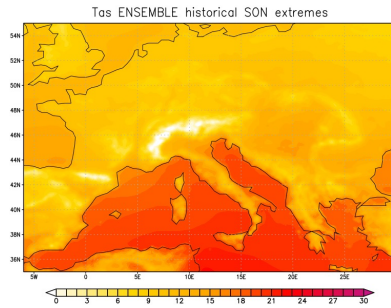 Tas ENSEMBLE historical SON extremes
54N
52N
50N
48N
46N
44N
42N
40N
38N
36N
5W 0 5E 10E 15E 20E 25E
0 3 6 9 12 15 18 21 24 27 30